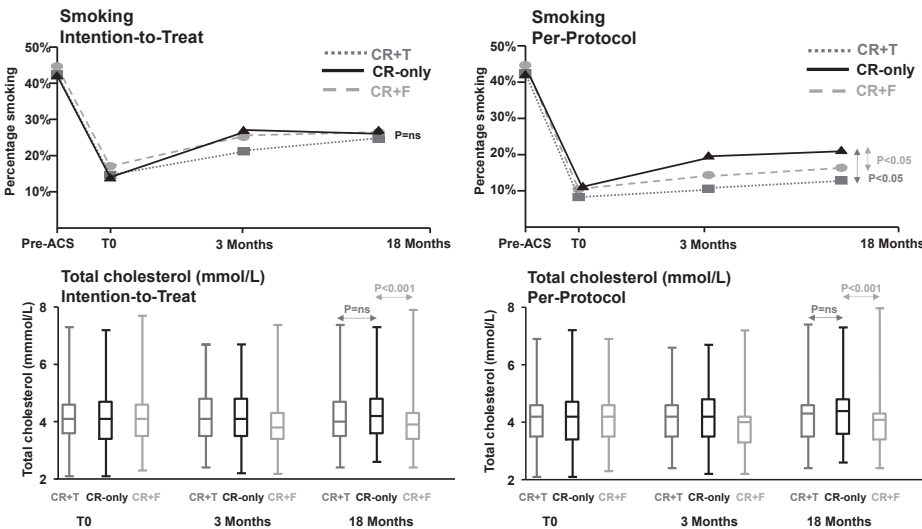 Smoking
Intention-to-Treat
Percentage smoking
50%
40%
30%
20%
10%
CR+T
CR-only
CR+F
P=ns
Pre-ACS T0 3 Months 18 Months
Smoking
Per-Protocol
Percentage smoking
50%
40%
30%
20%
10%
CR+T
CR-only
CR+F
P<0.05
P<0.05
Pre-ACS T0 3 Months 18 Months
Total cholesterol (mmol/L)
Intention-to-Treat
Total cholesterol (mmmol/L)
8
6
4
2
P<0.001
P=ns
CR+T CR-only CR+F CR+T CR-only CR+F CR+T CR-only CR+F
T0 3 Months 18 Months
Total cholesterol (mmol/L)
Per-Protocol
Total cholesterol (mmol/L)
8
6
4
2
P<0.001
P=ns
CR+T CR-only CR+F CR+T CR-only CR+F CR+T CR-only CR+F
T0 3 Months 18 Months